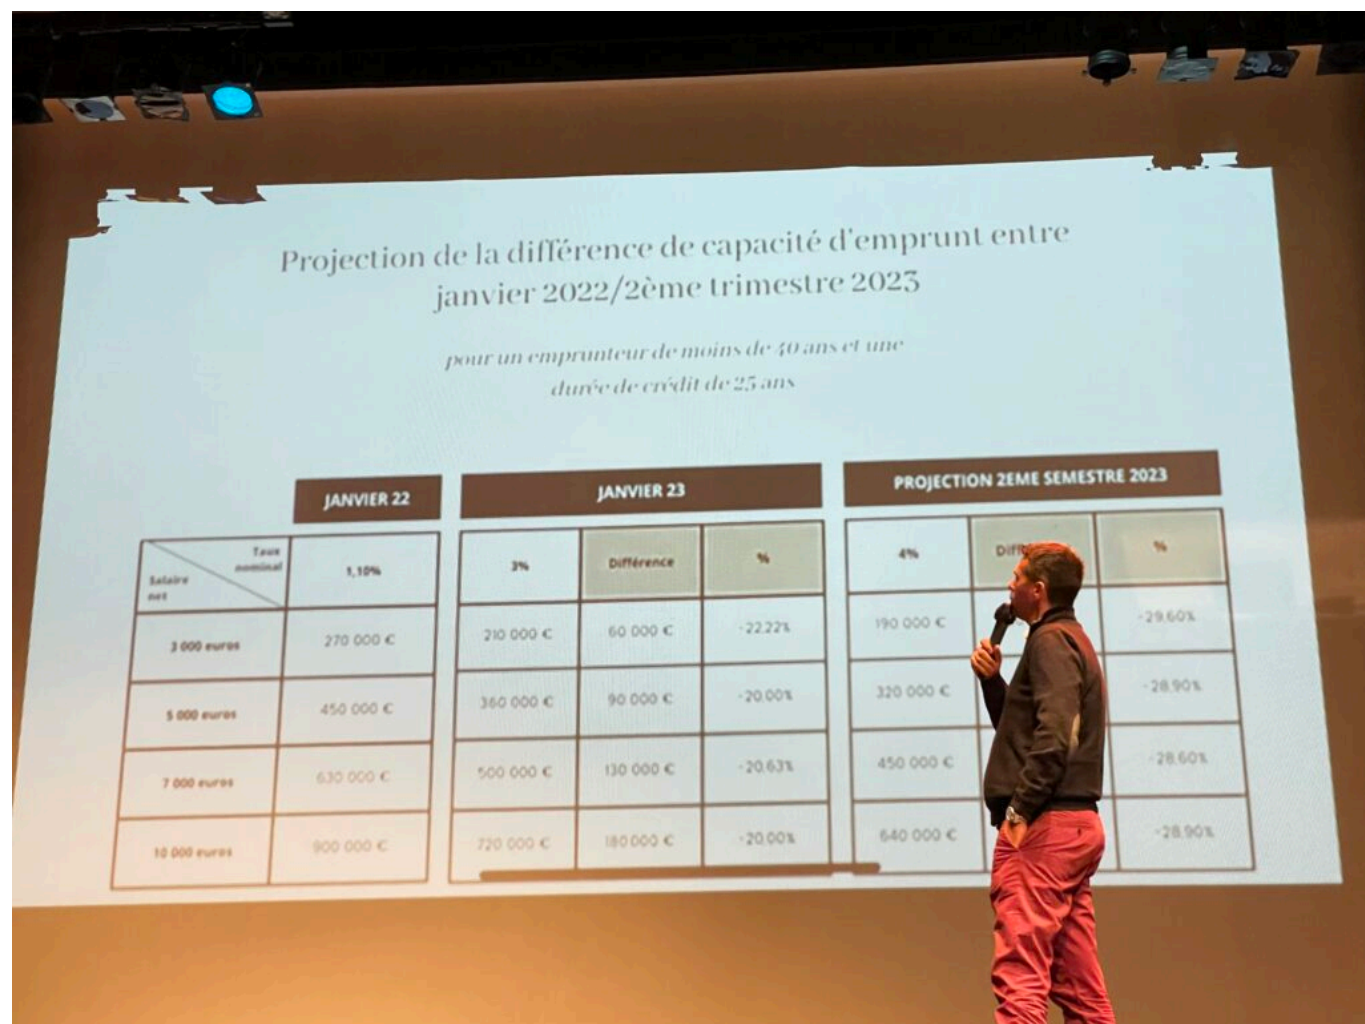 Projection de la différence de capacité d'emprunt entre
janvier 2022/2ème trimestre 2023
pour un emprunteur de moins de 40 ans et une
durée de crédit de 25 ans
JANVIER 22 JANVIER 23 PROJECTION 2EME SEMESTRE 2023
Taux
nominal
Salaire
net
1,10% 3% Différence % 4% %
3 000 euros 270 000 € 210 000 € 60 000 € -22.22% 190 000 € -29.60%
5 000 euros 450 000 € 360 000 € 90 000 € -20.00% 320 000 € -28.90%
7 000 euros 630 000 € 500 000 € 130 000 € -20.63% 450 000 € -28.60%
10 000 euros 900 000 € 720 000 € 180 000 € -20.00% 640 000 € -28.90%